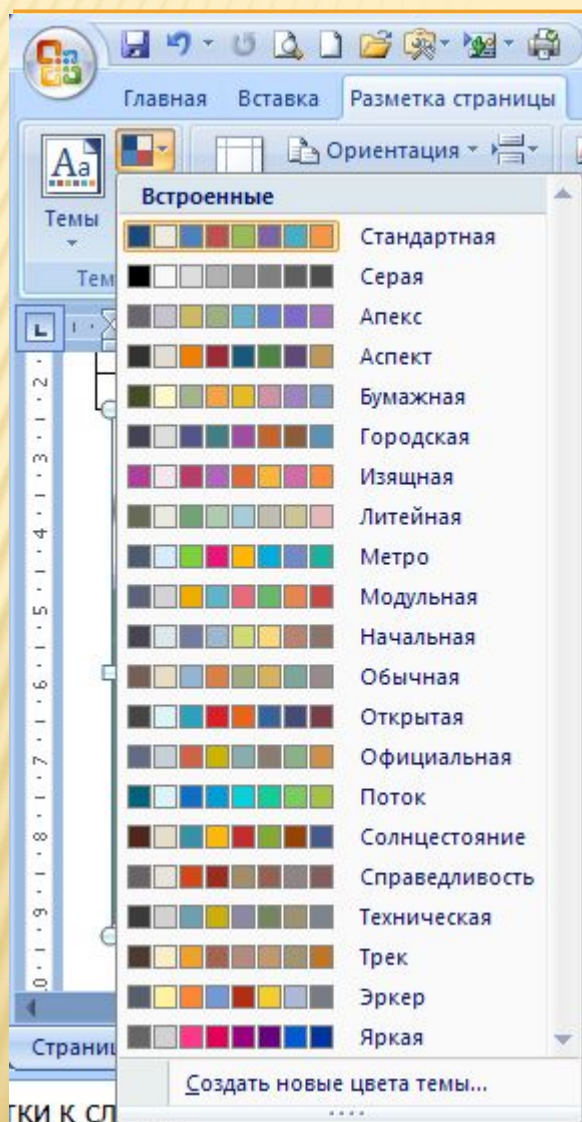 Главная Вставка Разметка страницы
Aa Ориентация
Темы
Встроенные
Стандартная
Серая
Апекс
Аспект
Бумажная
Городская
Изящная
Литейная
Метро
Модульная
Начальная
Обычная
Открытая
Официальная
Поток
Солнцестояние
Справедливость
Техническая
Трек
Эркер
Яркая
Создать новые цвета темы...